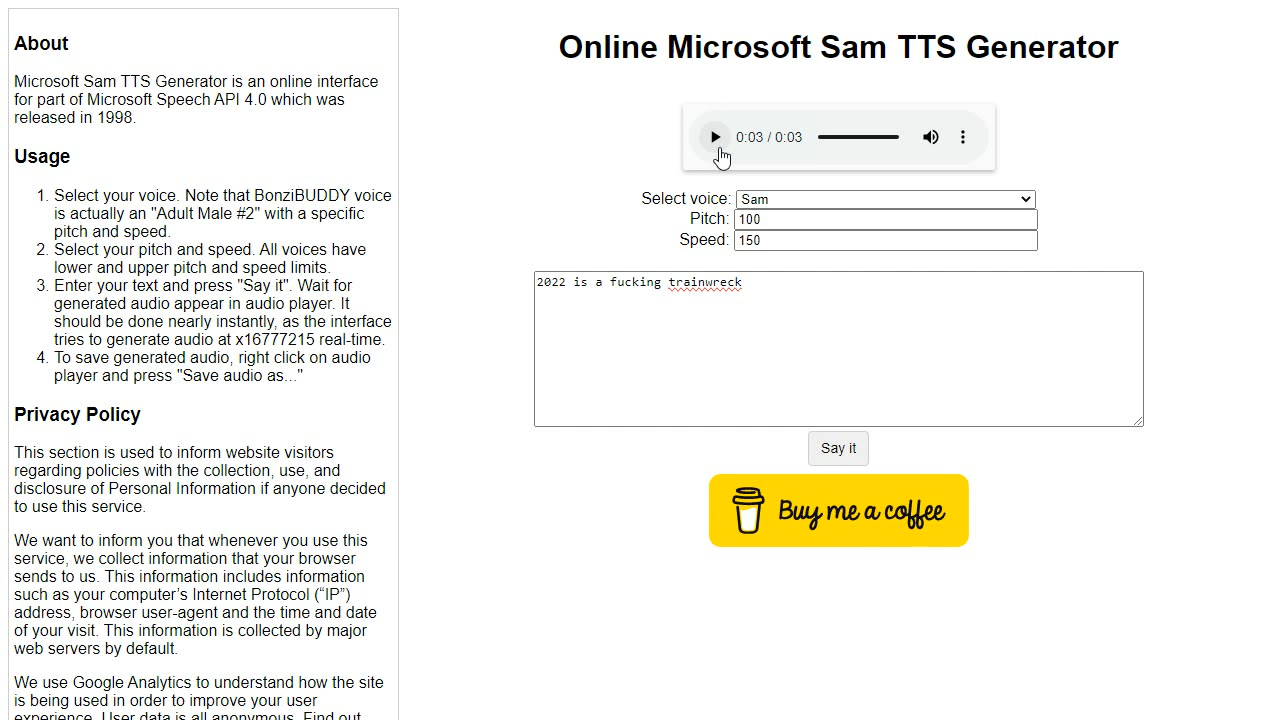 About
Microsoft Sam TTS Generator is an online interface
for part of Microsoft Speech API 4.0 which was
released in 1998.
Usage
1. Select your voice. Note that BonziBUDDY voice
is actually an "Adult Male #2" with a specific
pitch and speed.
2. Select your pitch and speed. All voices have
lower and upper pitch and speed limits.
3. Enter your text and press "Say it". Wait for
generated audio appear in audio player. It
should be done nearly instantly, as the interface
tries to generate audio at x16777215 real-time.
4. To save generated audio, right click on audio
player and press "Save audio as..."
Privacy Policy
This section is used to inform website visitors
regarding policies with the collection, use, and
disclosure of Personal Information if anyone decided
to use this service.
We want to inform you that whenever you use this
service, we collect information that your browser
sends to us. This information includes information
such as your computer’s Internet Protocol (“IP”)
address, browser user-agent and the time and date
of your visit. This information is collected by major
web servers by default.
We use Google Analytics to understand how the site
is being used in order to improve your user
experience. User data is all anonymous. Find out
Online Microsoft Sam TTS Generator
0:03 / 0:03
Select voice: Sam
Pitch: 100
Speed: 150
2022 is a fucking trainwreck
Say it
Buy me a coffee